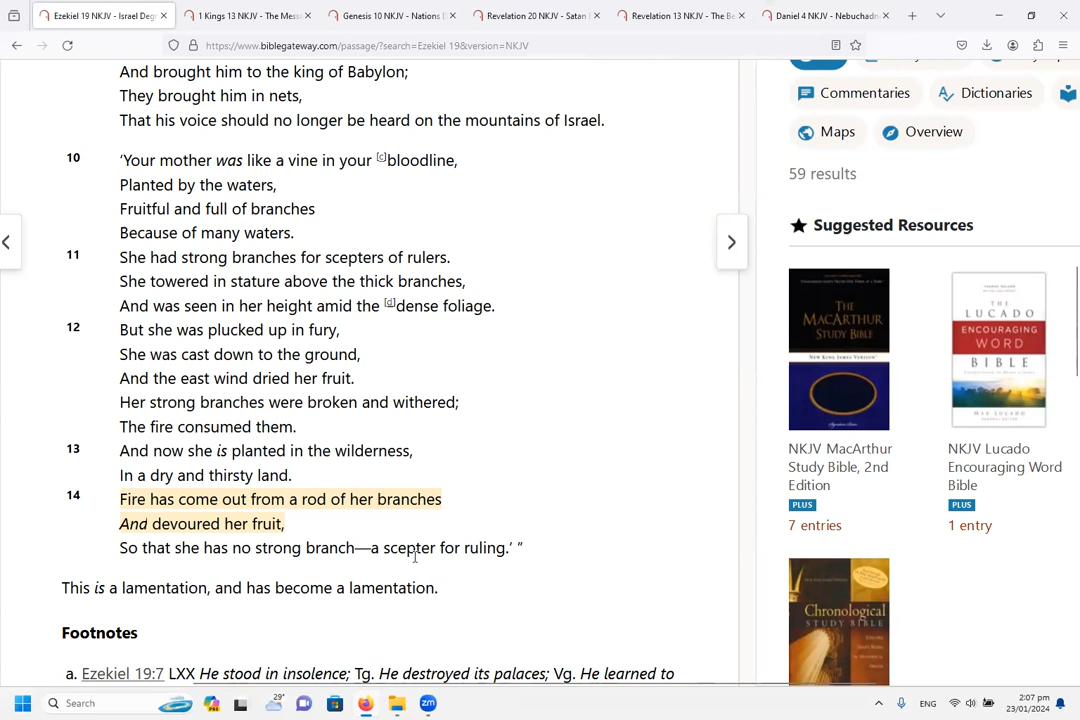 Ezekiel 19 NKJV - Israel Deg
1 Kings 13 NKJV - The Mess
Genesis 10 NKJV - Nations
Revelation 20 NKJV - Satan
Revelation 13 NKJV - The Be
Daniel 4 NKJV - Nebuchadne
https://www.biblegateway.com/passage/?search=Ezekiel 19&version=NKJV
And brought him to the king of Babylon;
They brought him in nets,
That his voice should no longer be heard on the mountains of Israel.
10 ‘Your mother was like a vine in your [c]bloodline,
Planted by the waters,
Fruitful and full of branches
Because of many waters.
11 She had strong branches for scepters of rulers.
She towered in stature above the thick branches,
And was seen in her height amid the [d]dense foliage.
12 But she was plucked up in fury,
She was cast down to the ground,
And the east wind dried her fruit.
Her strong branches were broken and withered;
The fire consumed them.
13 And now she is planted in the wilderness,
In a dry and thirsty land.
14 Fire has come out from a rod of her branches
And devoured her fruit,
So that she has no strong branch—a scepter for ruling.’ ”
This is a lamentation, and has become a lamentation.
Footnotes
a. Ezekiel 19:7 LXX He stood in insolence; Tg. He destroyed its palaces; Vg. He learned to
Commentaries
Dictionaries
Maps
Overview
59 results
Suggested Resources
THE
MACARTHUR
STUDY BIBLE
NEW KING JAMES VERSION
THE
LUCADO
ENCOURAGING
WORD
BIBLE
MAX LUCADO
NKJV MacArthur
Study Bible, 2nd
Edition
PLUS
7 entries
NKJV Lucado
Encouraging Word
Bible
PLUS
1 entry
Chronological
STUDY BIBLE
Search
29°
ENG
2:07 pm
23/01/2024